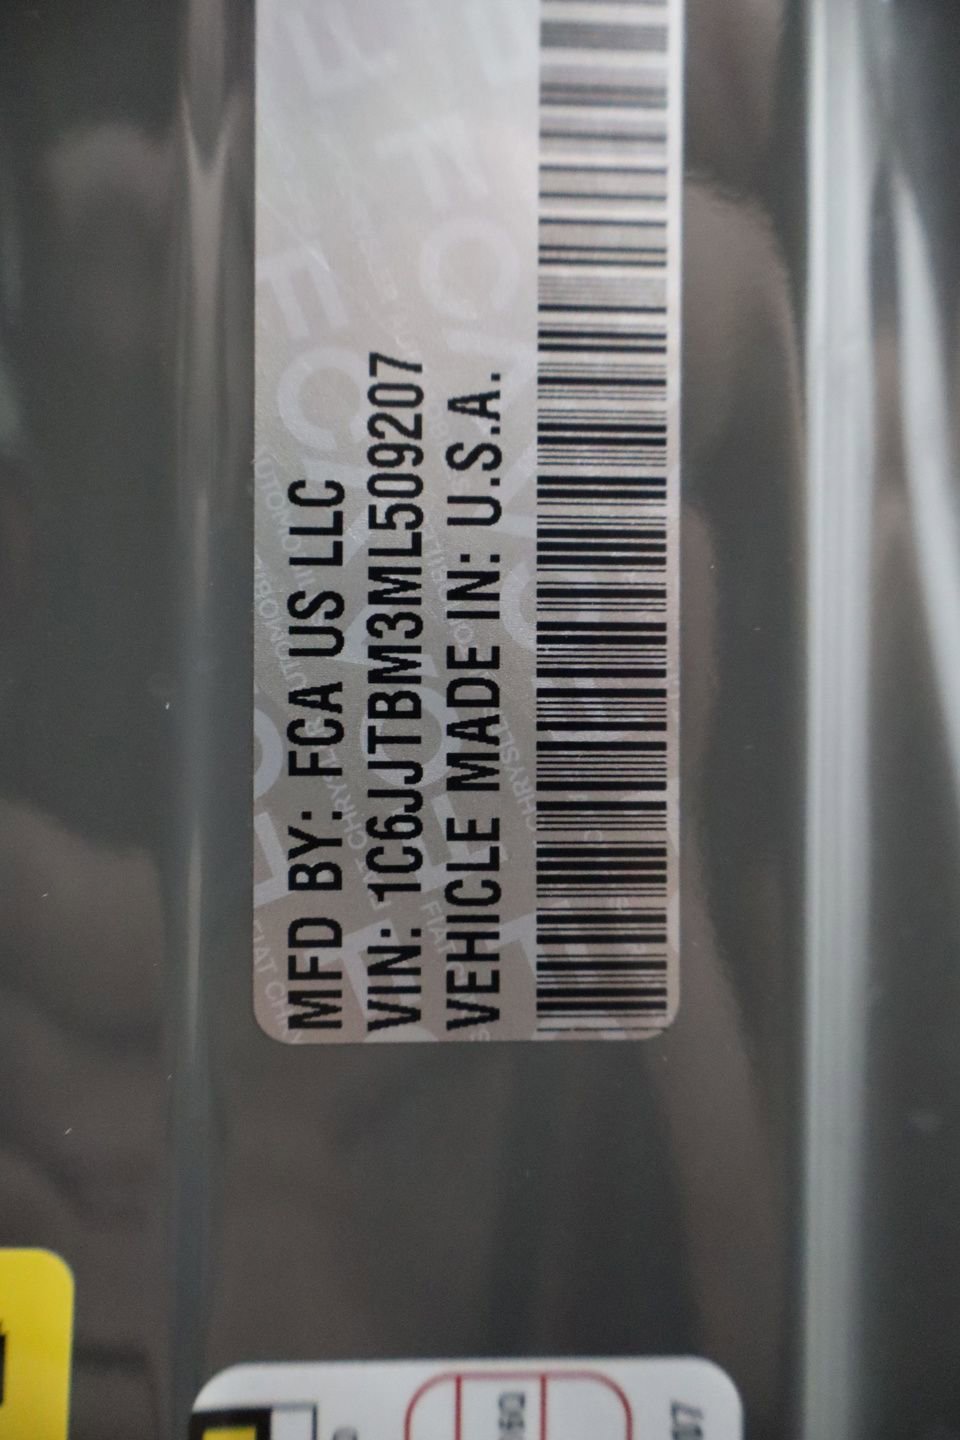 MFD BY: FCA US LLC
VIN: 1C6JJTBM3ML509207
VEHICLE MADE IN: U.S.A.